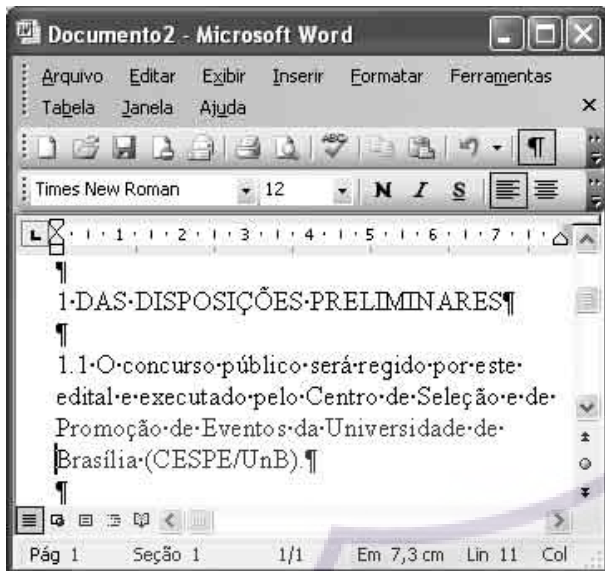 Documento2 - Microsoft Word
Arquivo Editar Exibir Inserir Formatar Ferramentas
Tabela Janela Ajuda
ABC ¶
Times New Roman 12 N I S
L 1 2 3 4 5 6 7
¶
1·DAS·DISPOSIÇÕES·PRELIMINARES¶
¶
1.1·O·concurso·público·será·regido·por·este·
edital·e·executado·pelo·Centro·de·Seleção·e·de·
Promoção·de·Eventos·da·Universidade·de·
Brasília·(CESPE/UnB).¶
¶
Pág 1 Seção 1 1/1 Em 7,3 cm Lin 11 Col